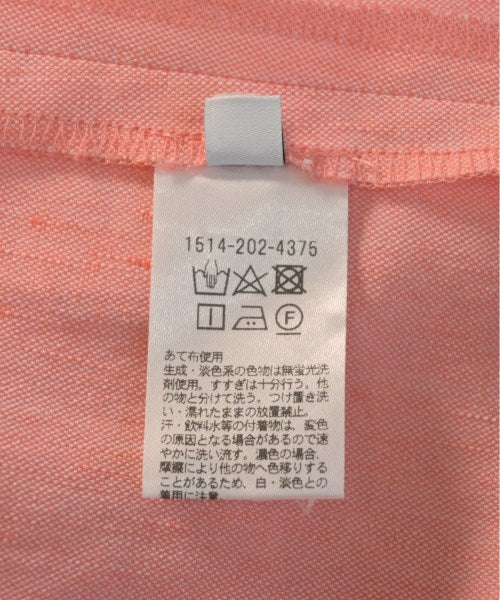 1514-202-4375
F
あて布使用
生成・淡色系の色物は無蛍光洗
剤使用。すすぎは十分行う。他
の物と分けて洗う。つけ置き洗
い・濡れたままの放置禁止。
汗・飲料水等の付着物は、変色
の原因となる場合があるので速
やかに洗い流す。濃色の場合、
摩擦により他の物へ色移りする
ことがあるため、白・淡色との
着用に注意